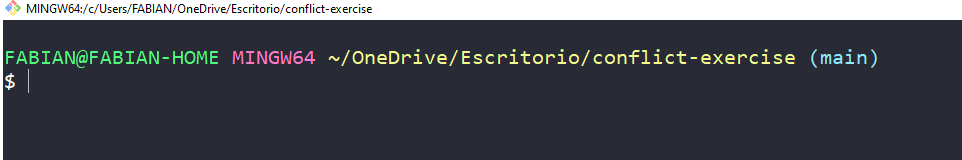 MINGW64:/c/Users/FABIAN/OneDrive/Escritorio/conflict-exercise
FABIAN@FABIAN-HOME MINGW64 ~/OneDrive/Escritorio/conflict-exercise (main)
$